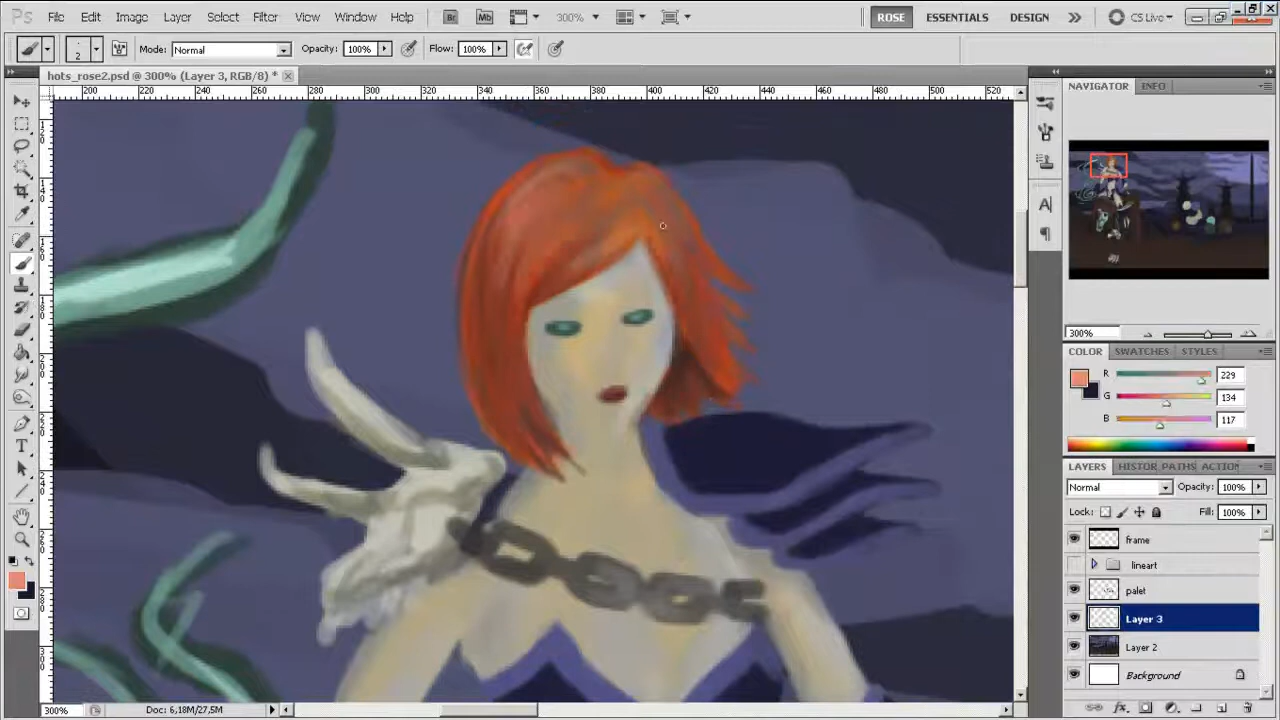 Ps File Edit Image Layer Select Filter View Window Help Br Mb 300% ROSE ESSENTIALS DESIGN CS Live
2 Mode: Normal Opacity: 100% Flow: 100%
hots_rose2.psd @ 300% (Layer 3, RGB/8) *
200 220 240 260 280 300 320 340 360 380 400 420 440 460 480 500 520
NAVIGATOR INFO
300%
COLOR SWATCHES STYLES
R 229
G 134
B 117
LAYERS HISTOR PATHS ACTION
Normal Opacity: 100%
Lock: Fill: 100%
frame
lineart
palet
Layer 3
Layer 2
Background
300% Doc: 6,18M/27,5M